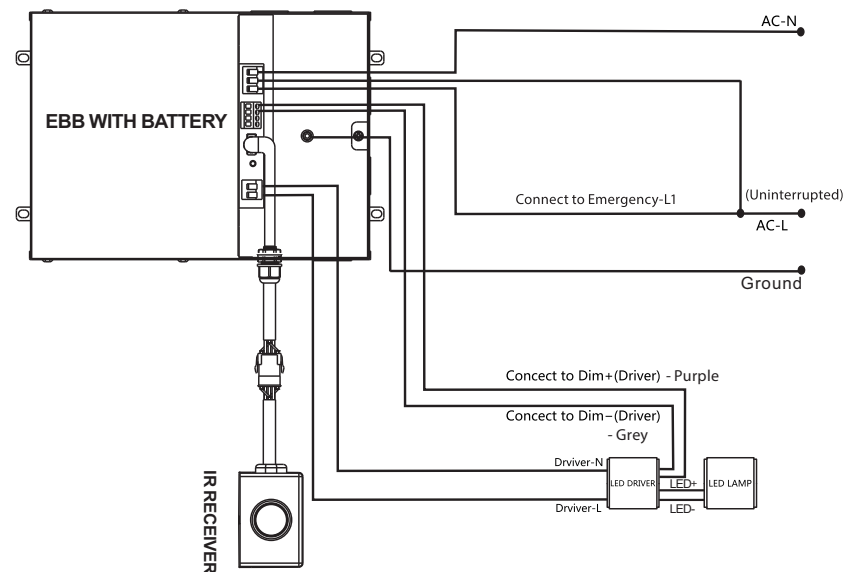 AC-N
EBB WITH BATTERY
Connect to Emergency-L1
(Uninterrupted)
AC-L
Ground
Concect to Dim+(Driver) - Purple
Concect to Dim-(Driver)
- Grey
Drviver-N
LED DRIVER
LED+
LED LAMP
Drviver-L
LED-
IR RECEIVER